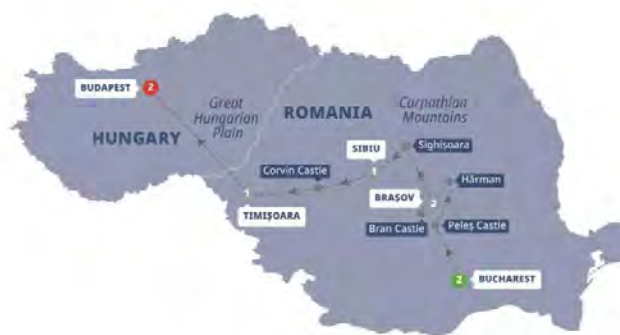 BUDAPEST
2
Great
Hungarian
Plain
HUNGARY
ROMANIA
Carpathian
Mountains
SIBIU
1
Sighișoara
Corvin Castle
1
TIMIȘOARA
BRAȘOV
2
Hărman
Bran Castle
Peleș Castle
2
BUCHAREST